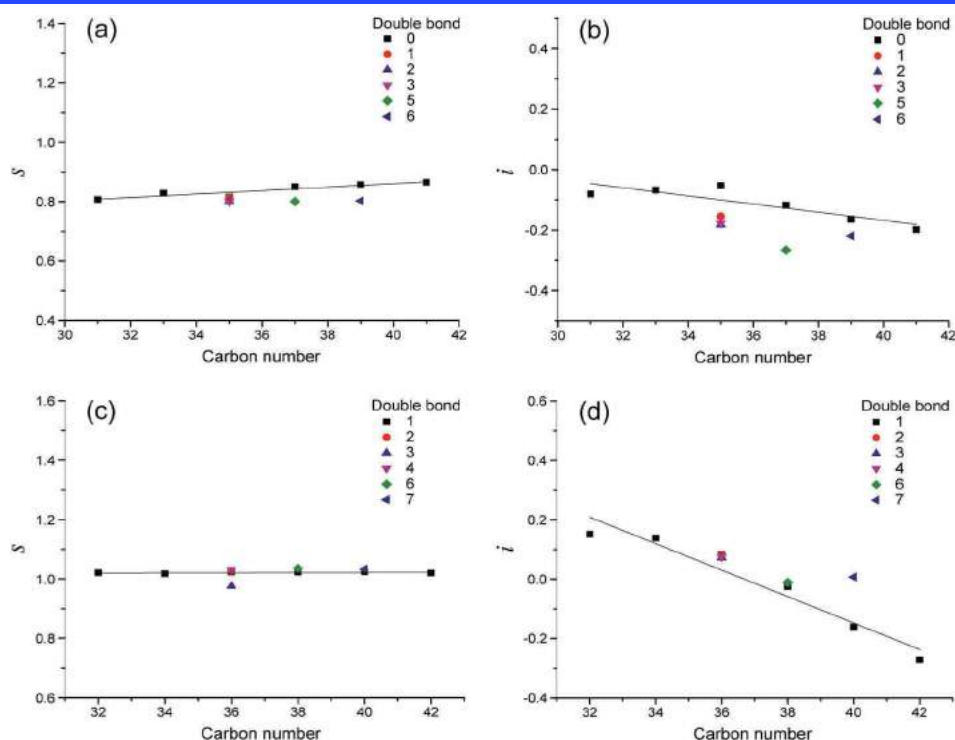 (a)
Double bond
0
1
2
3
5
6
S
1.4
1.2
1.0
0.8
0.6
0.4
30 32 34 36 38 40 42
Carbon number
(b)
Double bond
0
1
2
3
5
6
i
0.4
0.2
0.0
-0.2
-0.4
30 32 34 36 38 40 42
Carbon number
(c)
Double bond
1
2
3
4
6
7
S
1.6
1.4
1.2
1.0
0.8
0.6
32 34 36 38 40 42
Carbon number
(d)
Double bond
1
2
3
4
6
7
i
0.6
0.4
0.2
0.0
-0.2
-0.4
32 34 36 38 40 42
Carbon number